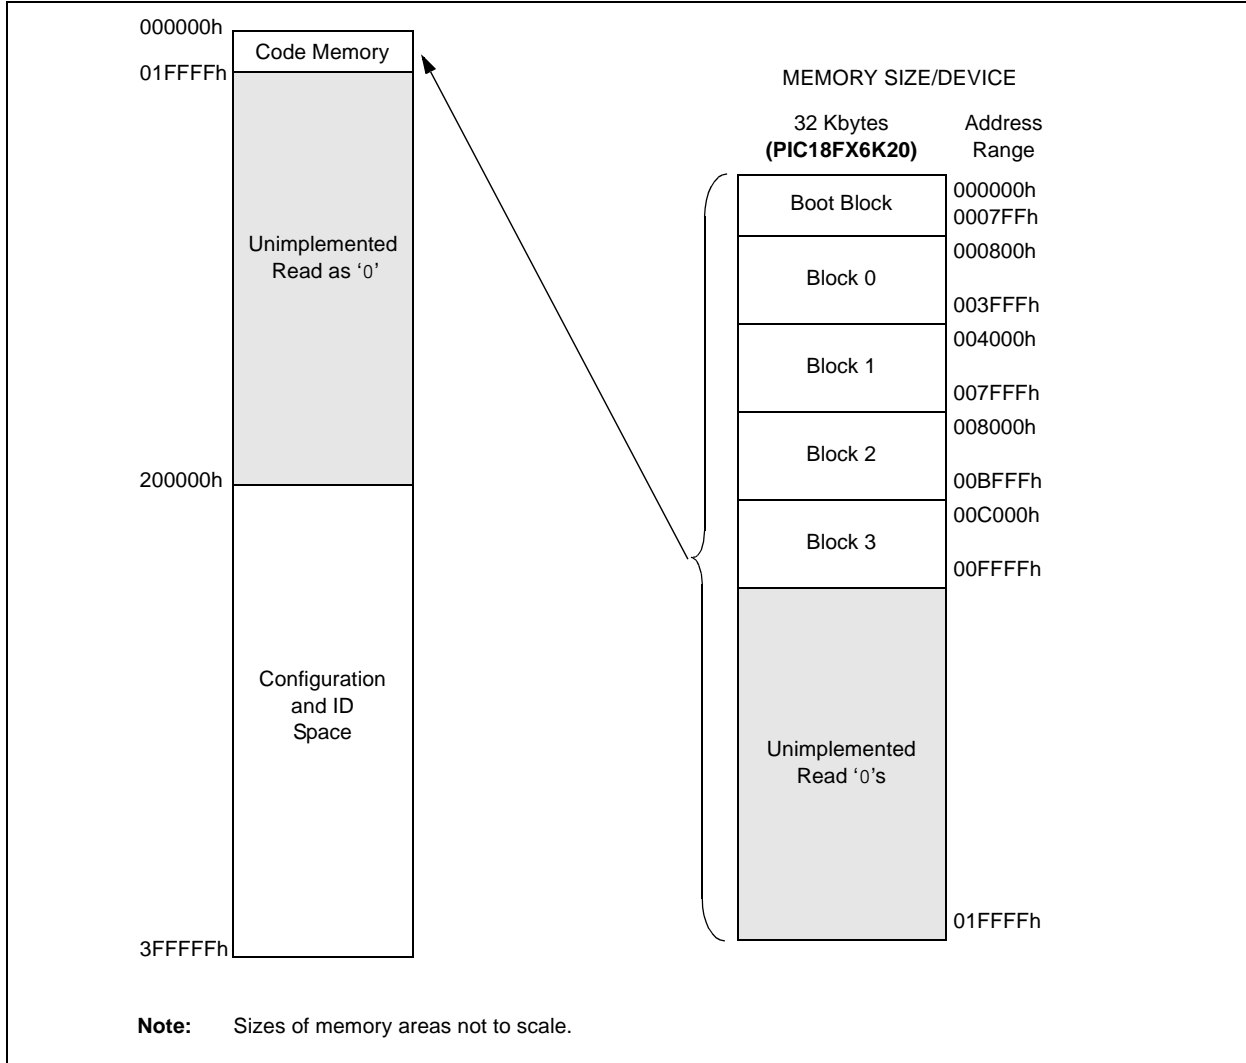 000000h
Code Memory
01FFFFh
Unimplemented
Read as ‘0’
200000h
Configuration
and ID
Space
3FFFFFh
MEMORY SIZE/DEVICE
32 Kbytes
(PIC18FX6K20)
Address
Range
Boot Block
000000h
0007FFh
Block 0
000800h
003FFFh
Block 1
004000h
007FFFh
Block 2
008000h
00BFFFh
Block 3
00C000h
00FFFFh
Unimplemented
Read ‘0’s
01FFFFh
Note: Sizes of memory areas not to scale.